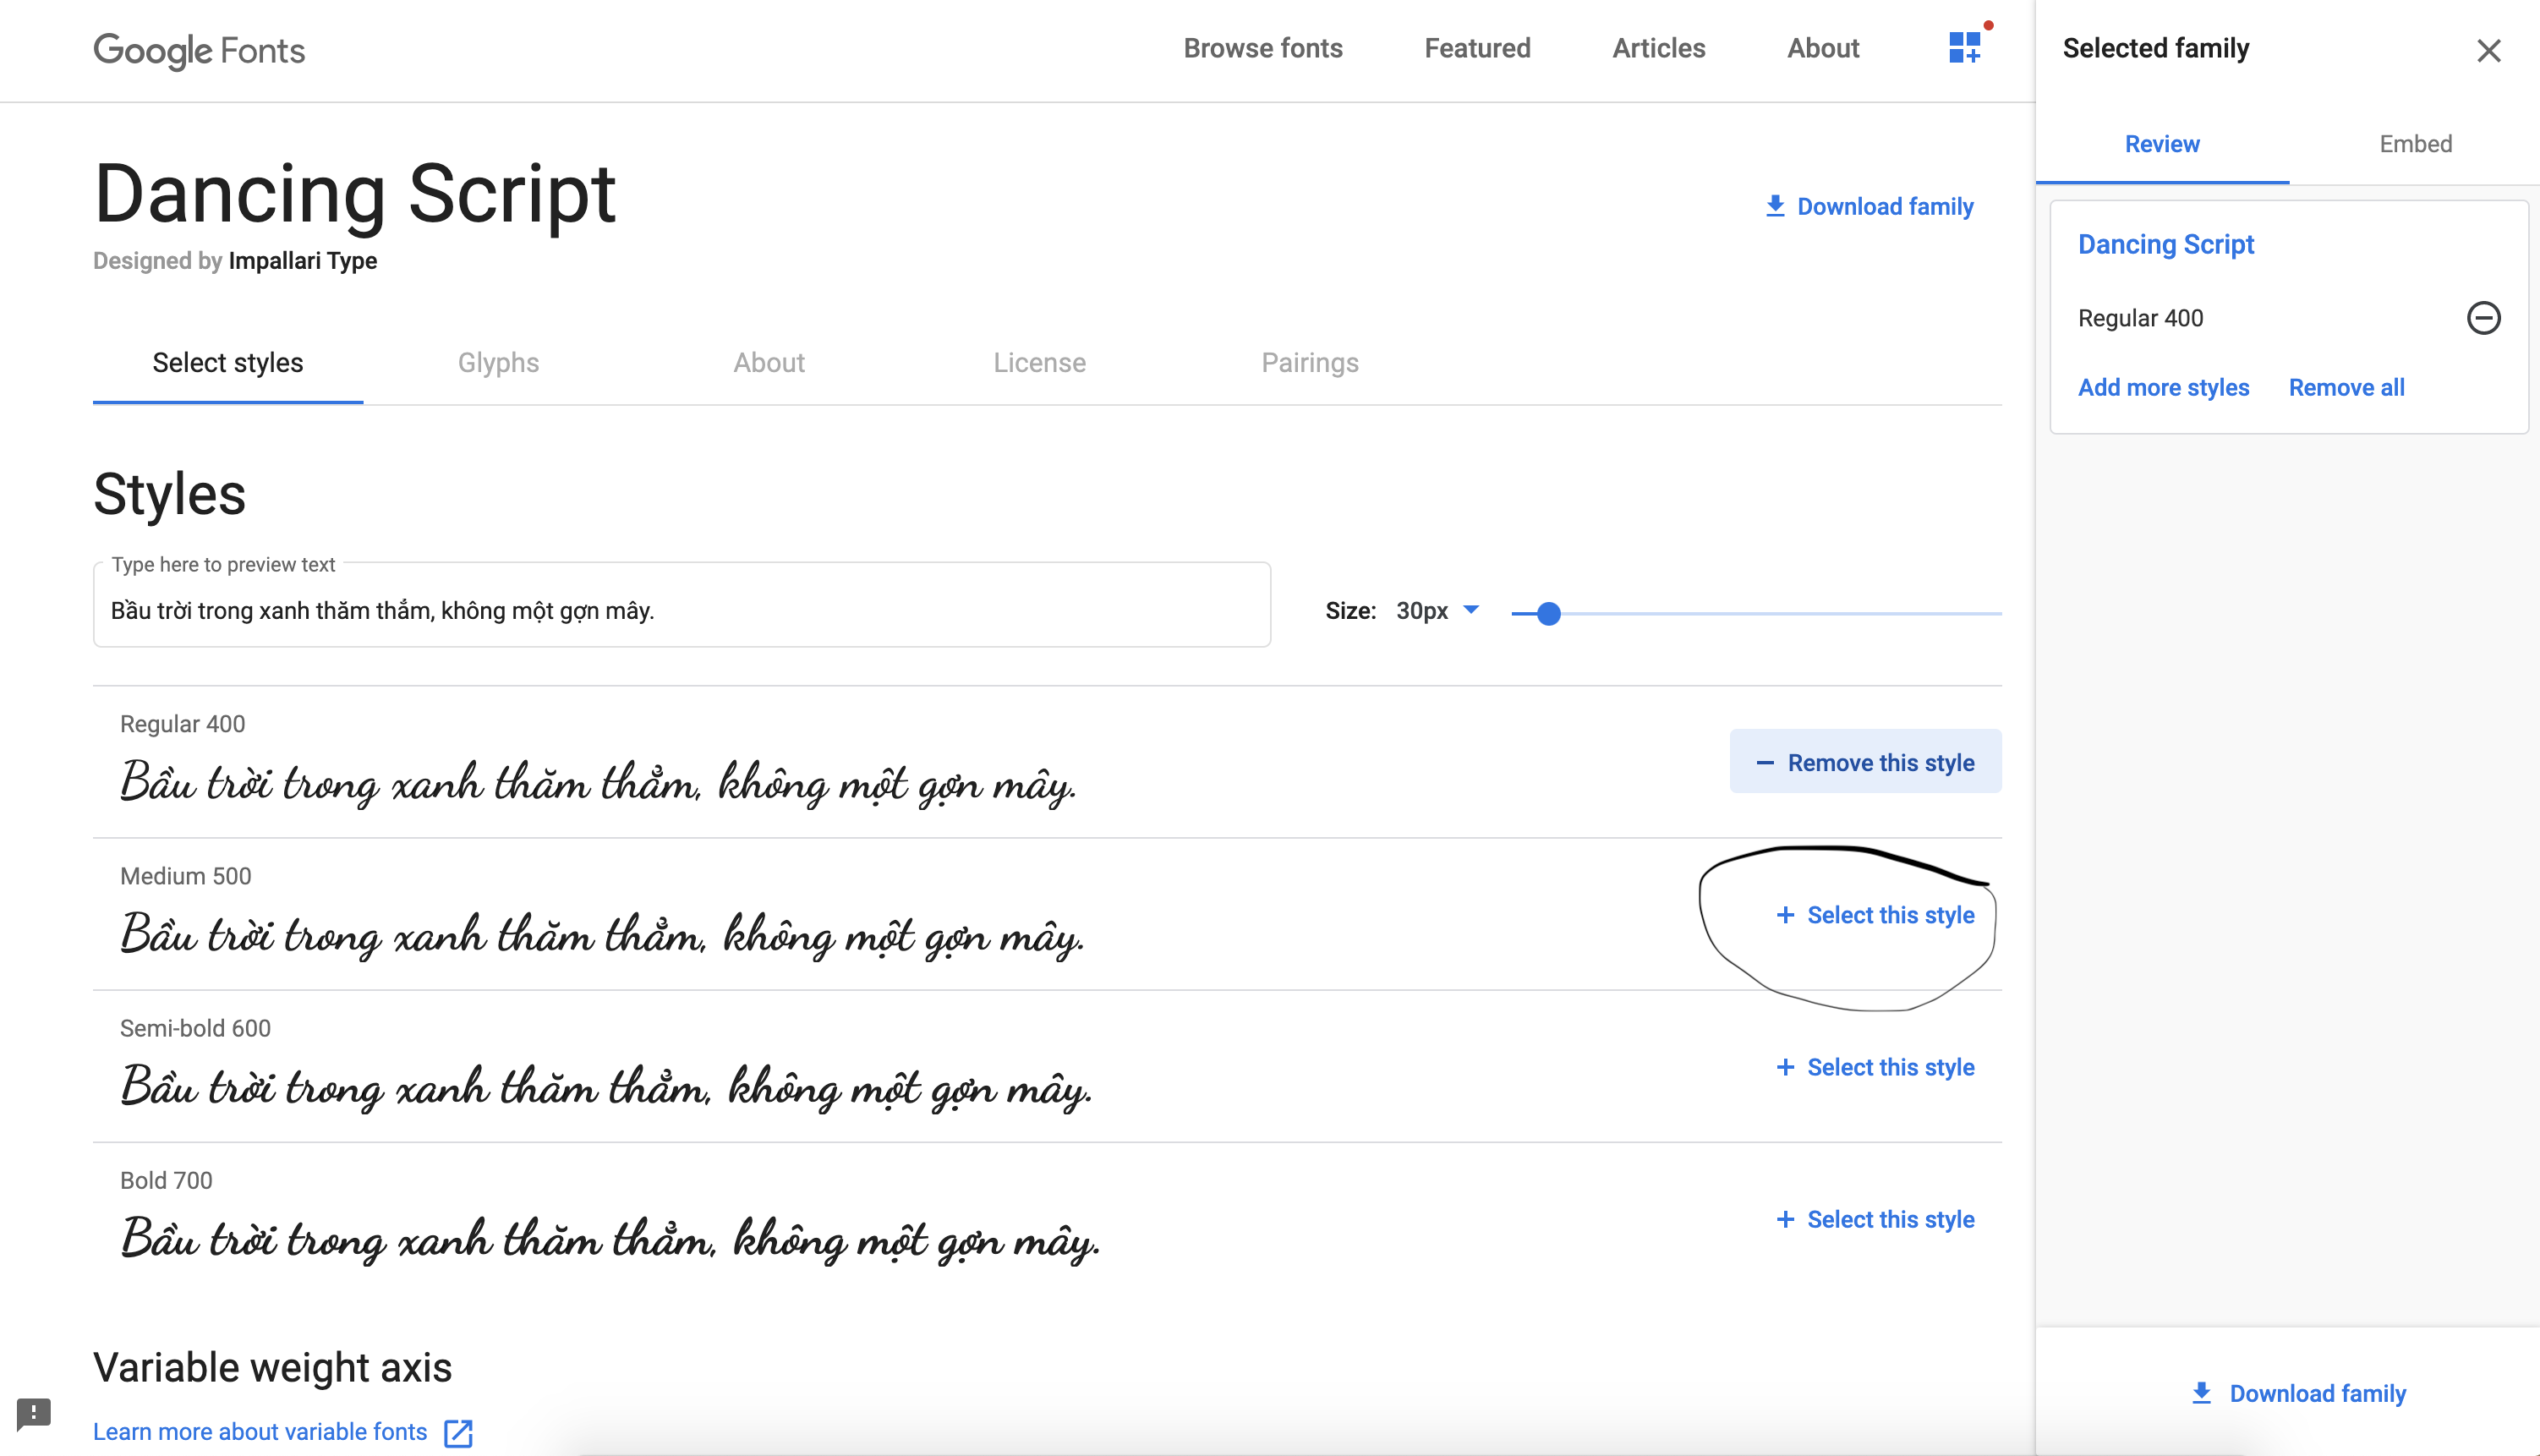 Google Fonts
Browse fonts
Featured
Articles
About
Dancing Script
Designed by Impallari Type
Download family
Select styles
Glyphs
About
License
Pairings
Styles
Type here to preview text
Bầu trời trong xanh thăm thẳm, không một gợn mây.
Size: 30px
Regular 400
Bầu trời trong xanh thăm thẳm, không một gợn mây.
Remove this style
Medium 500
Bầu trời trong xanh thăm thẳm, không một gợn mây.
+ Select this style
Semi-bold 600
Bầu trời trong xanh thăm thẳm, không một gợn mây.
+ Select this style
Bold 700
Bầu trời trong xanh thăm thẳm, không một gợn mây.
+ Select this style
Variable weight axis
Learn more about variable fonts
Selected family
Review
Embed
Dancing Script
Regular 400
Add more styles
Remove all
Download family